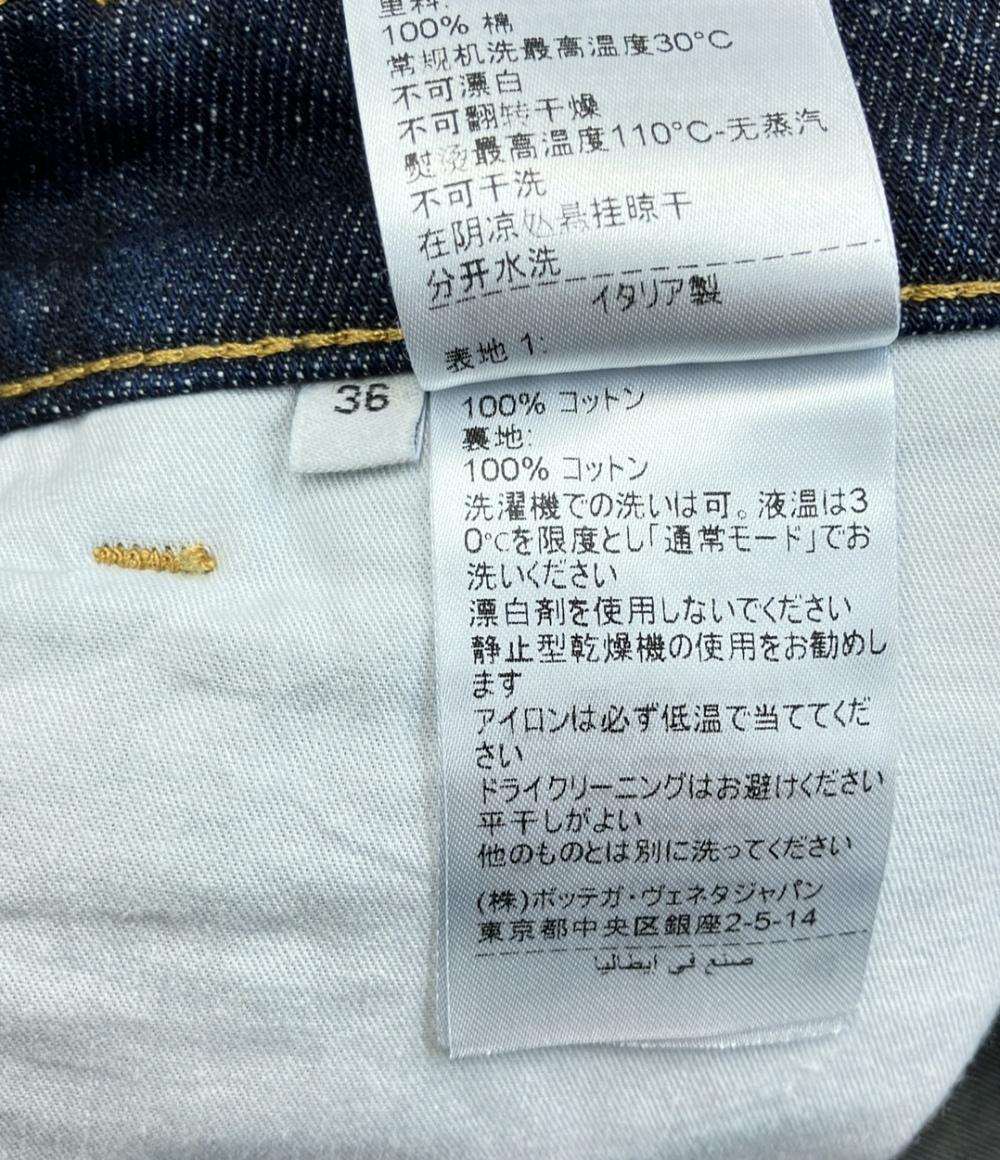 里料:
100% 棉
常规机洗最高温度30°C
不可漂白
不可翻转干燥
熨烫最高温度110°C-无蒸汽
不可干洗
在阴凉处悬挂晾干
分开水洗
イタリア製
表地 1:
36
100% コットン
裏地:
100% コットン
洗濯機での洗いは可。液温は3
0℃を限度とし「通常モード」でお
洗いください
漂白剤を使用しないでください
静止型乾燥機の使用をお勧めし
ます
アイロンは必ず低温で当ててくだ
さい
ドライクリーニングはお避けください
平干しがよい
他のものとは別に洗ってください
(株)ボッテガ・ヴェネタジャパン
東京都中央区銀座2-5-14
صنع في ايطاليا